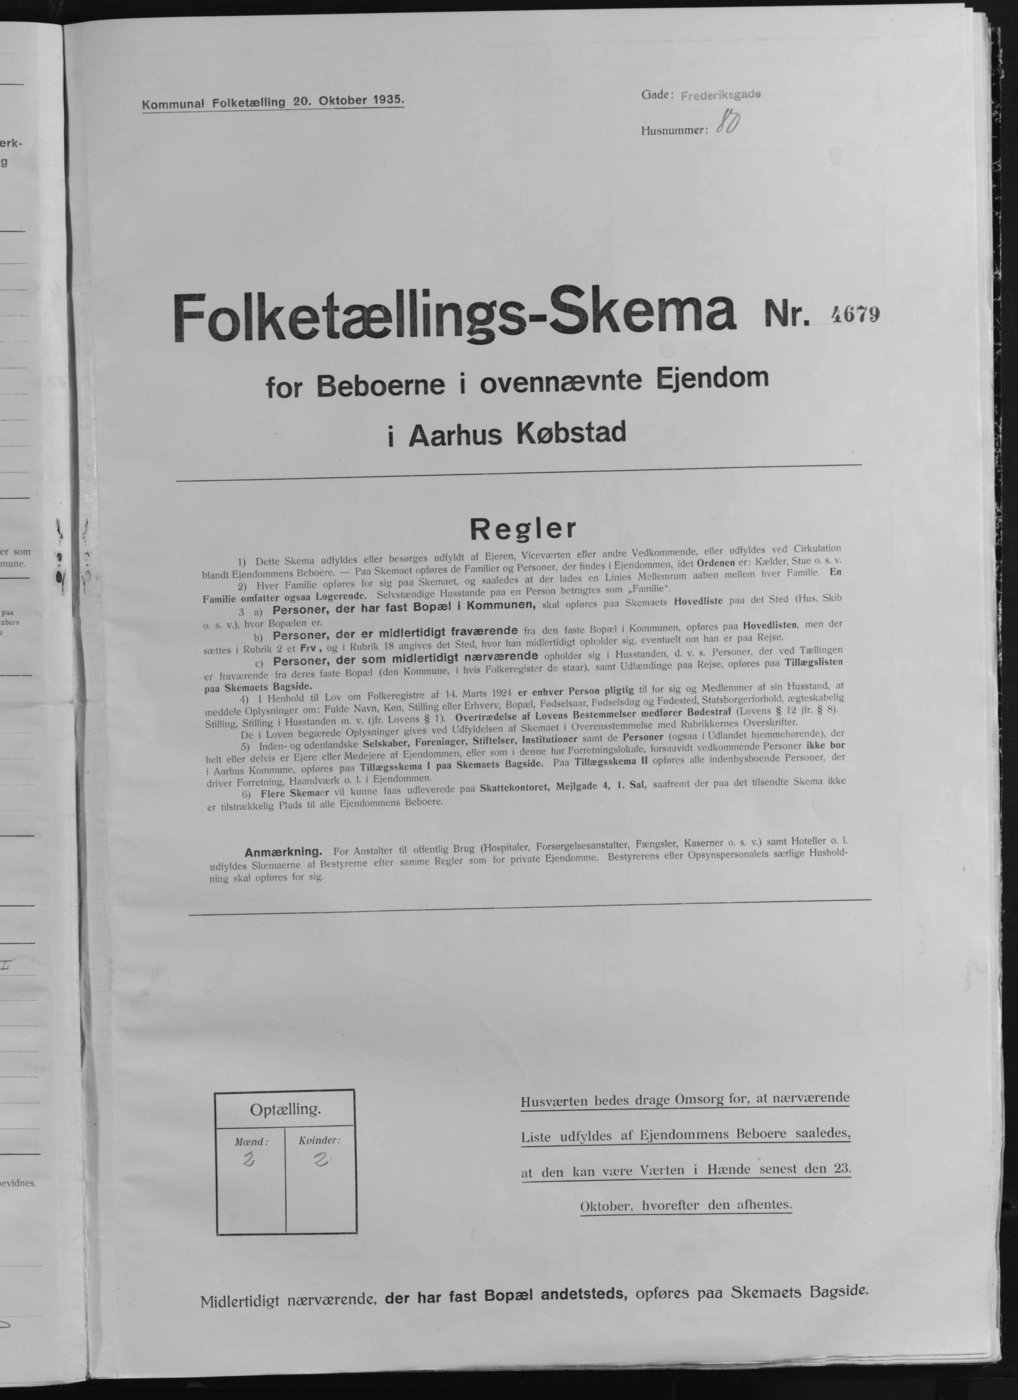 Kommunal Folketælling 20. Oktober 1935.
Gade: Frederiksgade
Husnummer: 80
Folketællings-Skema Nr. 4679
for Beboerne i ovennævnte Ejendom
i Aarhus Købstad
Regler
1) Dette Skema udfyldes eller besørges udfyldt af Ejeren, Viceværten eller andre Vedkommende, eller udfyldes ved Cirkulation
blandt Ejendommens Beboere. — Paa Skemaet opføres de Familier og Personer, der findes i Ejendommen, idet Ordenen er: Kælder, Stue o. s. v.
2) Hver Familie opføres for sig paa Skemaet, og saaledes at der lades en Linies Mellemrum aaben mellem hver Familie. En
Familie omfatter ogsaa Logerende. Selvstændige Husstande paa en Person betragtes som „Familie“.
3 a) Personer, der har fast Bopæl i Kommunen, skal opføres paa Skemaets Hovedliste paa det Sted (Hus, Skib
o. s. v.), hvor Bopælen er.
b) Personer, der er midlertidigt fraværende fra den faste Bopæl i Kommunen, opføres paa Hovedlisten, men der
sættes i Rubrik 2 et Frv., og i Rubrik 18 angives det Sted, hvor han midlertidigt opholder sig, eventuelt om han er paa Rejse.
c) Personer, der som midlertidigt nærværende opholder sig i Husstanden, d. v. s. Personer, der ved Tællingen
er fraværende fra deres faste Bopæl (den Kommune, i hvis Folkeregister de staar), samt Udlændinge paa Rejse, opføres paa Tillægslisten
paa Skemaets Bagside.
4) I Henhold til Lov om Folkeregistre af 14. Marts 1924 er enhver Person pligtig til for sig og Medlemmer af sin Husstand, at
meddele Oplysninger om: Fulde Navn, Køn, Stilling eller Erhverv, Bopæl, Fødselsaar, Fødselsdag og Fødested, Statsborgerforhold, ægteskabelig
Stilling, Stilling i Husstanden m. v. (jfr. Lovens § 1). Overtrædelse af Lovens Bestemmelser medfører Bødestraf (Lovens § 12 jfr. § 8).
De i Loven begærede Oplysninger gives ved Udfyldelsen af Skemaet i Overensstemmelse med Rubrikkernes Overskrifter.
5) Inden- og udenlandske Selskaber, Foreninger, Stiftelser, Institutioner samt de Personer (ogsaa i Udlandet hjemmehørende), der
helt eller delvis er Ejere eller Medejere af Ejendommen, eller som i denne har Forretningslokale, forsaavidt vedkommende Personer ikke bor
i Aarhus Kommune, opføres paa Tillægsskema I paa Skemaets Bagside. Paa Tillægsskema II opføres alle indenbysboende Personer, der
driver Forretning, Haandværk o. l. i Ejendommen.
6) Flere Skemaer vil kunne faas udleverede paa Skattekontoret, Mejlgade 4, 1. Sal, saafremt der paa det tilsendte Skema ikke
er tilstrækkelig Plads til alle Ejendommens Beboere.
Anmærkning. For Anstalter til offentlig Brug (Hospitaler, Forsørgelsesanstalter, Fængsler, Kaserner o. s. v.) samt Hoteller o. l.
udfyldes Skemaerne af Bestyrerne efter samme Regler som for private Ejendomme. Bestyrerens eller Opsynspersonalets særlige Hushold-
ning skal opføres for sig.
Optælling.
Mænd: Kvinder:
2 2
Husværten bedes drage Omsorg for, at nærværende
Liste udfyldes af Ejendommens Beboere saaledes,
at den kan være Værten i Hænde senest den 23.
Oktober, hvorefter den afhentes.
Midlertidigt nærværende, der har fast Bopæl andetsteds, opføres paa Skemaets Bagside.